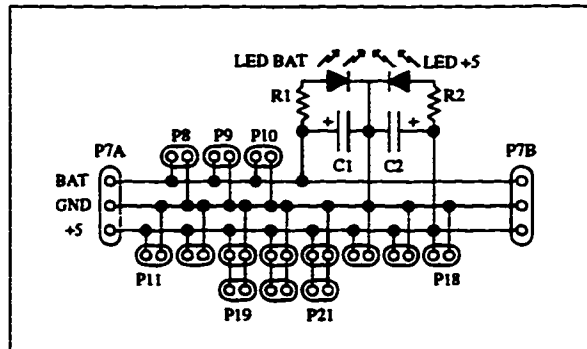 LED BAT LED +5
R1 R2
P8 P9 P10
+ +
P7A C1 C2 P7B
BAT
GND
+5
P11 P18
P19 P21